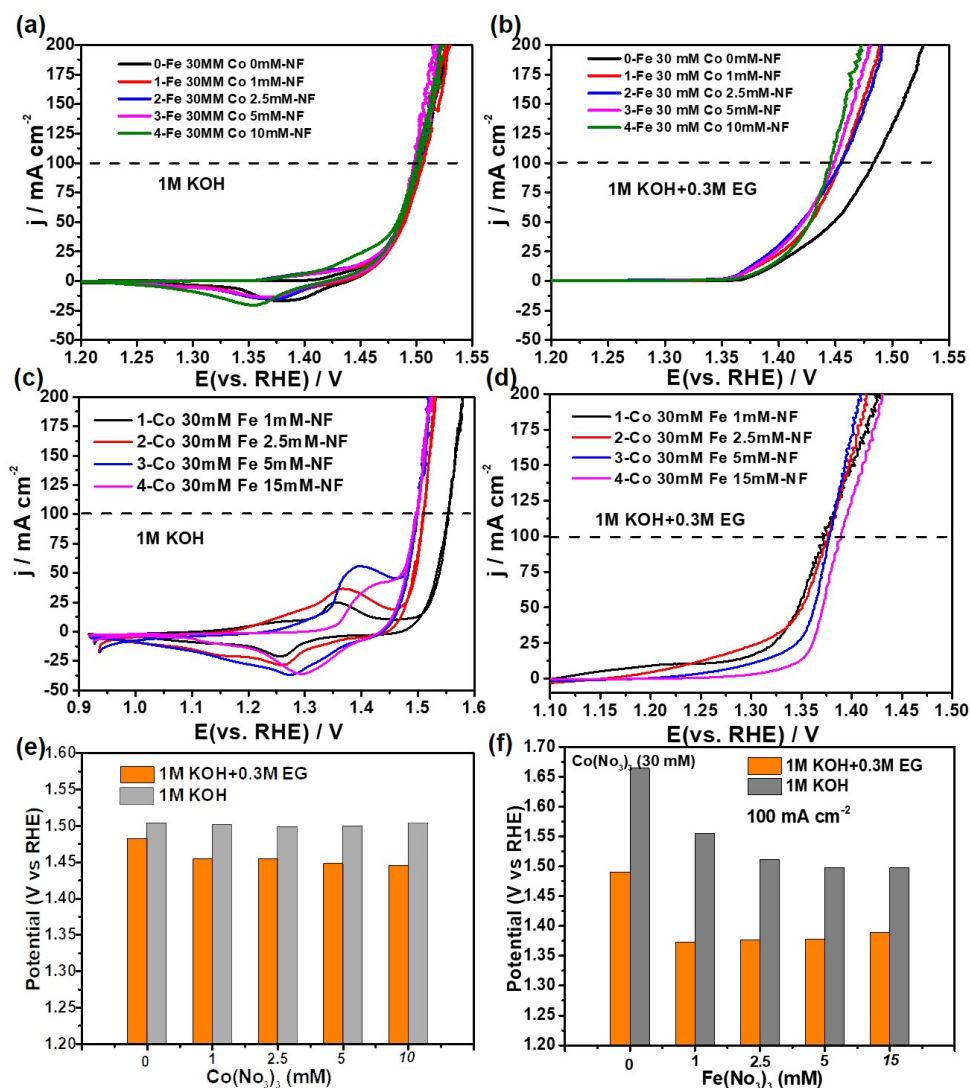 (a)
200
175
150
125
100
75
50
25
0
-25
-50
j / mA cm-2
0-Fe 30MM Co 0mM-NF
1-Fe 30MM Co 1mM-NF
2-Fe 30MM Co 2.5mM-NF
3-Fe 30MM Co 5mM-NF
4-Fe 30MM Co 10mM-NF
1M KOH
1.20 1.25 1.30 1.35 1.40 1.45 1.50 1.55
E(vs. RHE) / V
(b)
200
175
150
125
100
75
50
25
0
-25
-50
j / mA cm-2
0-Fe 30 mM Co 0mM-NF
1-Fe 30 mM Co 1mM-NF
2-Fe 30 mM Co 2.5mM-NF
3-Fe 30 mM Co 5mM-NF
4-Fe 30 mM Co 10mM-NF
1M KOH+0.3M EG
1.20 1.25 1.30 1.35 1.40 1.45 1.50 1.55
E(vs. RHE) / V
(c)
200
175
150
125
100
75
50
25
0
-25
-50
j / mA cm-2
1-Co 30mM Fe 1mM-NF
2-Co 30mM Fe 2.5mM-NF
3-Co 30mM Fe 5mM-NF
4-Co 30mM Fe 15mM-NF
1M KOH
0.9 1.0 1.1 1.2 1.3 1.4 1.5 1.6
E(vs. RHE) / V
(d)
200
175
150
125
100
75
50
25
0
j / mA cm-2
1-Co 30mM Fe 1mM-NF
2-Co 30mM Fe 2.5mM-NF
3-Co 30mM Fe 5mM-NF
4-Co 30mM Fe 15mM-NF
1M KOH+0.3M EG
1.10 1.15 1.20 1.25 1.30 1.35 1.40 1.45 1.50
E(vs. RHE) / V
(e)
1.60
1.55
1.50
1.45
1.40
1.35
1.30
1.25
1.20
Potential (V vs RHE)
1M KOH+0.3M EG
1M KOH
0 1 2.5 5 10
Co(No3)3 (mM)
(f)
1.70
1.65
1.60
1.55
1.50
1.45
1.40
1.35
1.30
1.25
1.20
Potential (V vs RHE)
Co(No3)3 (30 mM)
1M KOH+0.3M EG
1M KOH
100 mA cm-2
0 1 2.5 5 15
Fe(No3)3 (mM)